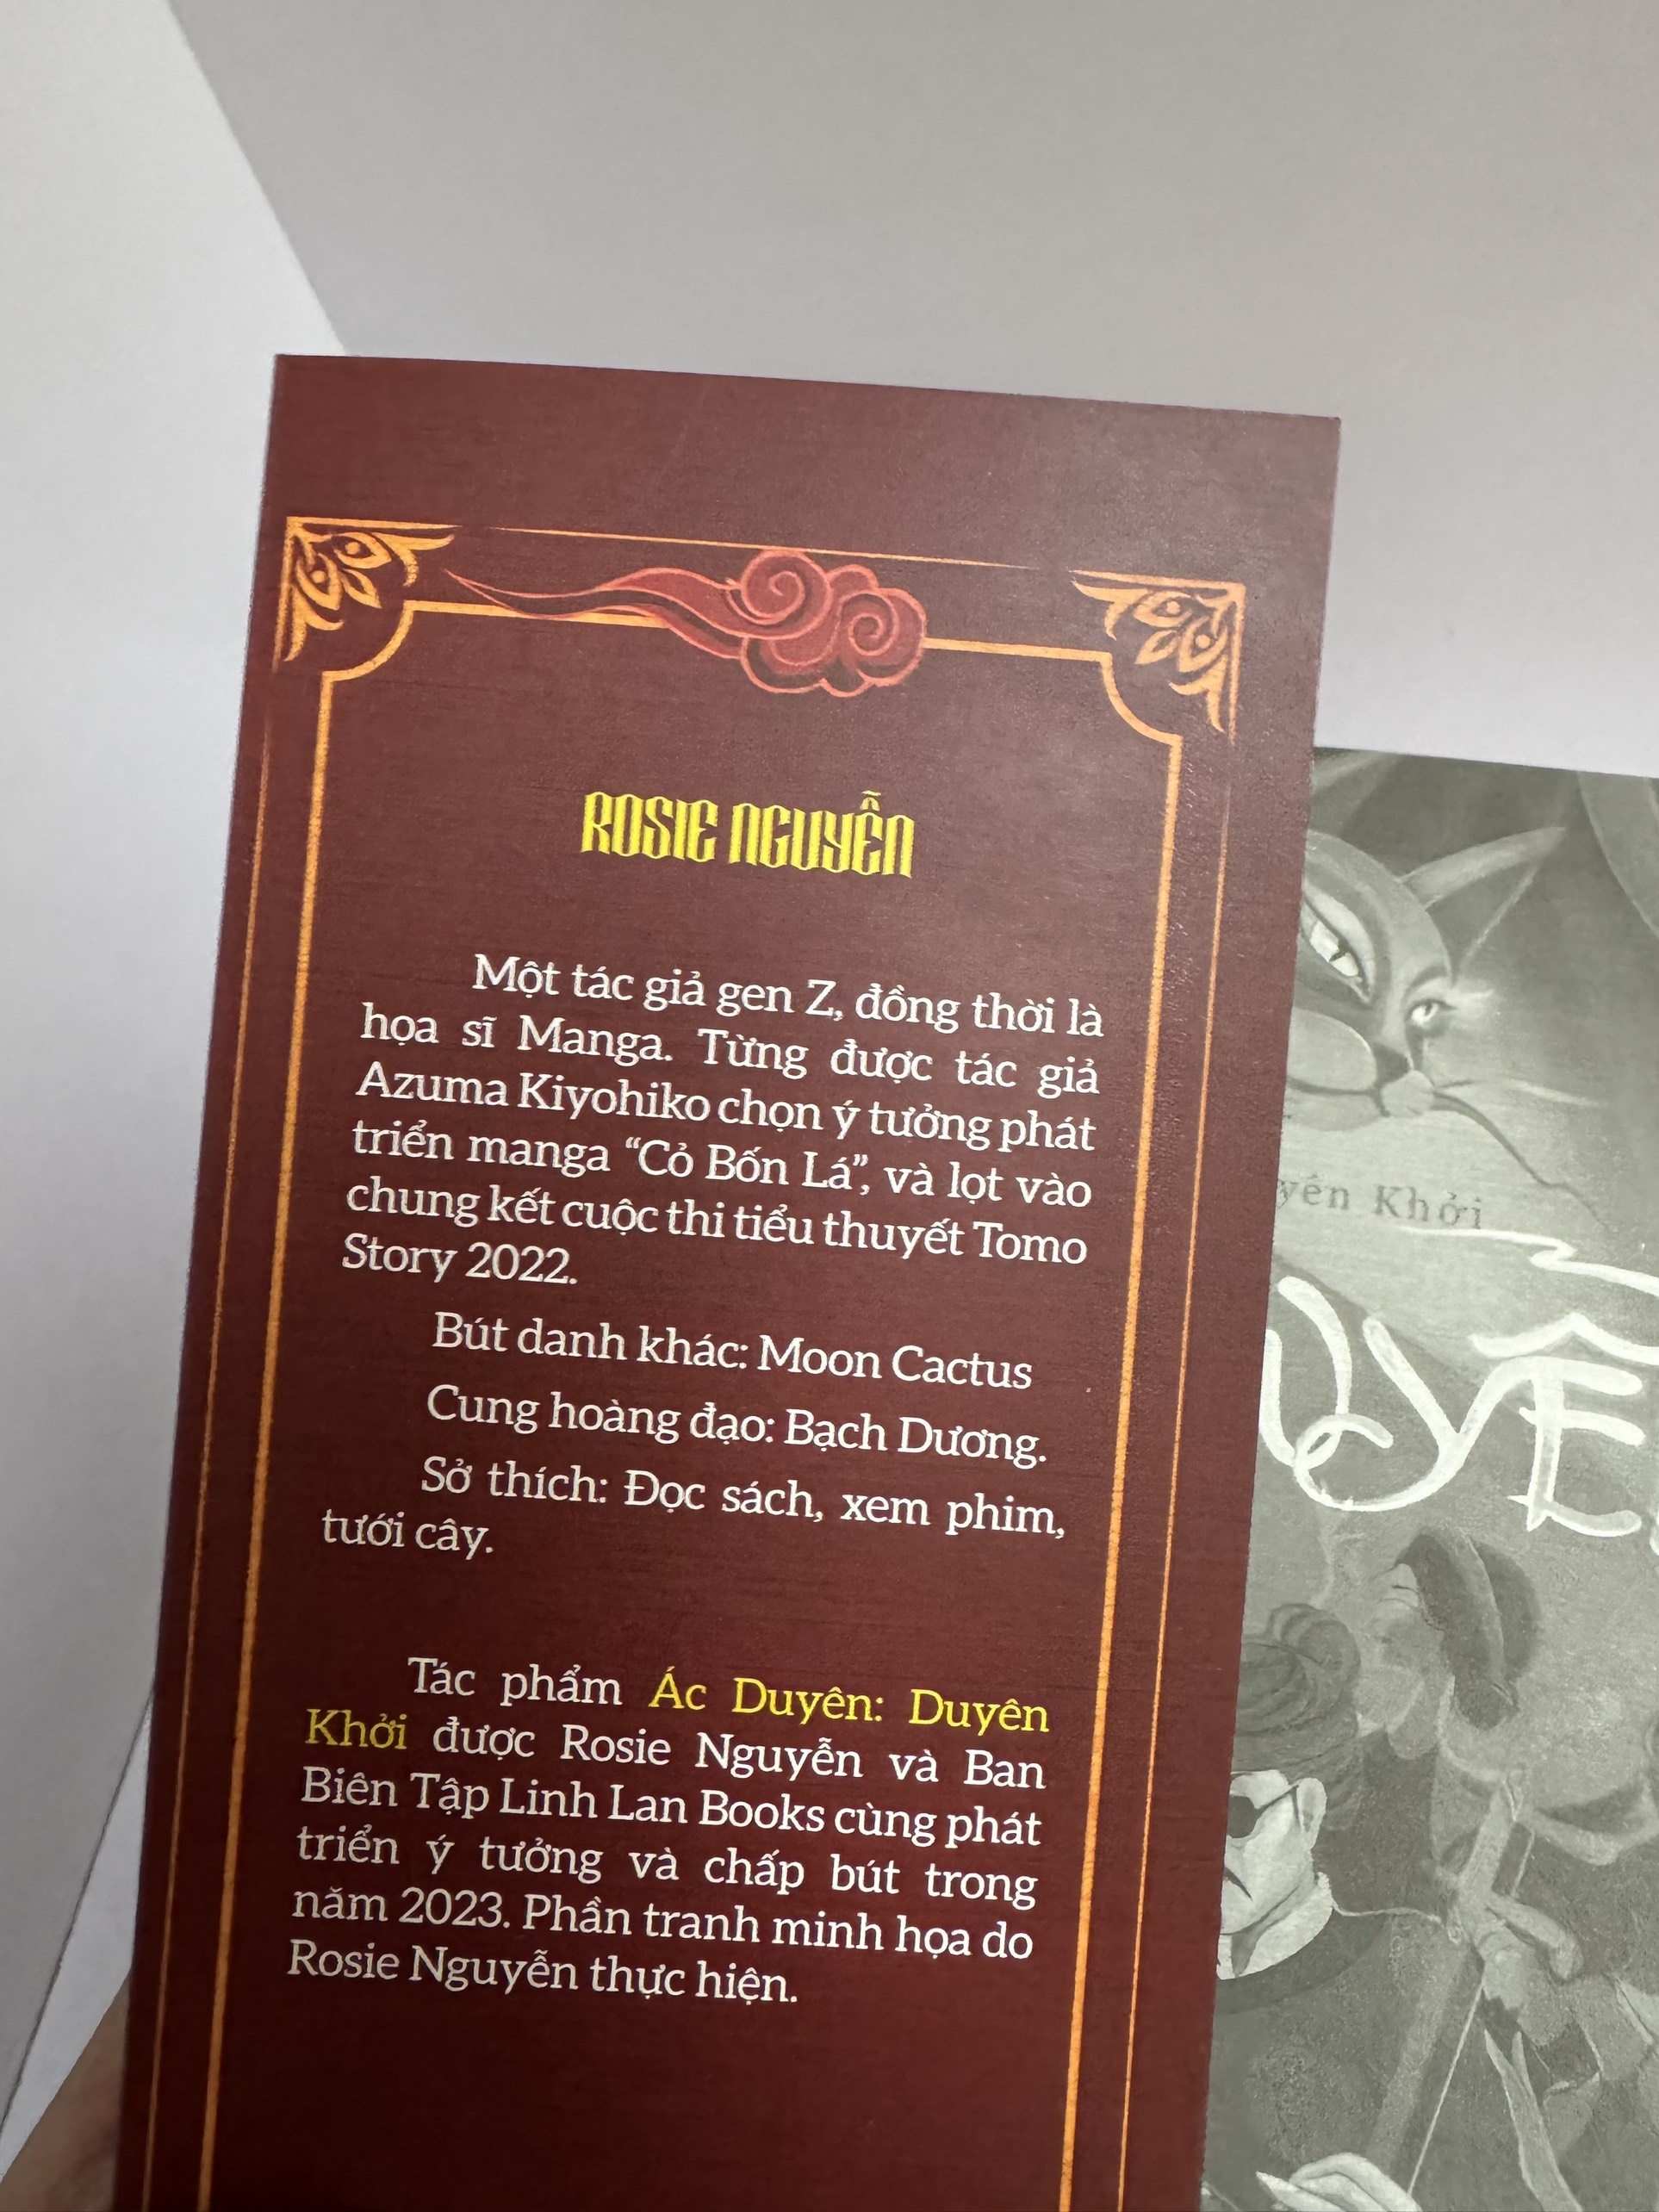 ROSIE NGUYỄN
Một tác giả gen Z, đồng thời là
họa sĩ Manga. Từng được tác giả
Azuma Kiyohiko chọn ý tưởng phát
triển manga “Cỏ Bốn Lá”, và lọt vào
chung kết cuộc thi tiểu thuyết Tomo
Story 2022.
Bút danh khác: Moon Cactus
Cung hoàng đạo: Bạch Dương.
Sở thích: Đọc sách, xem phim,
tưới cây.
Tác phẩm Ác Duyên: Duyên
Khởi được Rosie Nguyễn và Ban
Biên Tập Linh Lan Books cùng phát
triển ý tưởng và chấp bút trong
năm 2023. Phần tranh minh họa do
Rosie Nguyễn thực hiện.
yên Khởi
UYÊ